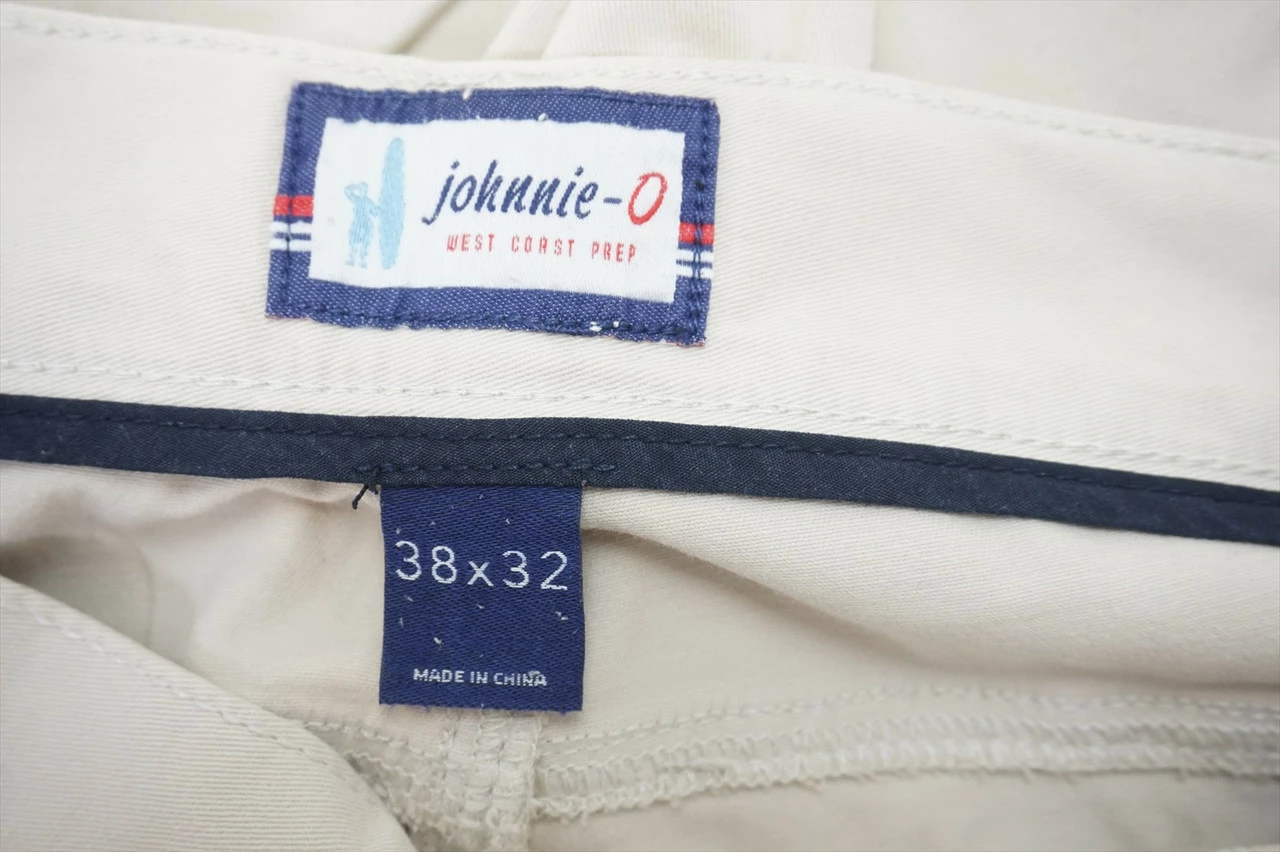 johnnie-O
WEST COAST PREP
38x32
MADE IN CHINA